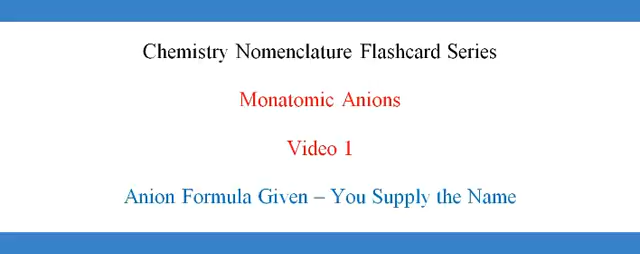 Chemistry Nomenclature Flashcard Series
Monatomic Anions
Video 1
Anion Formula Given – You Supply the Name